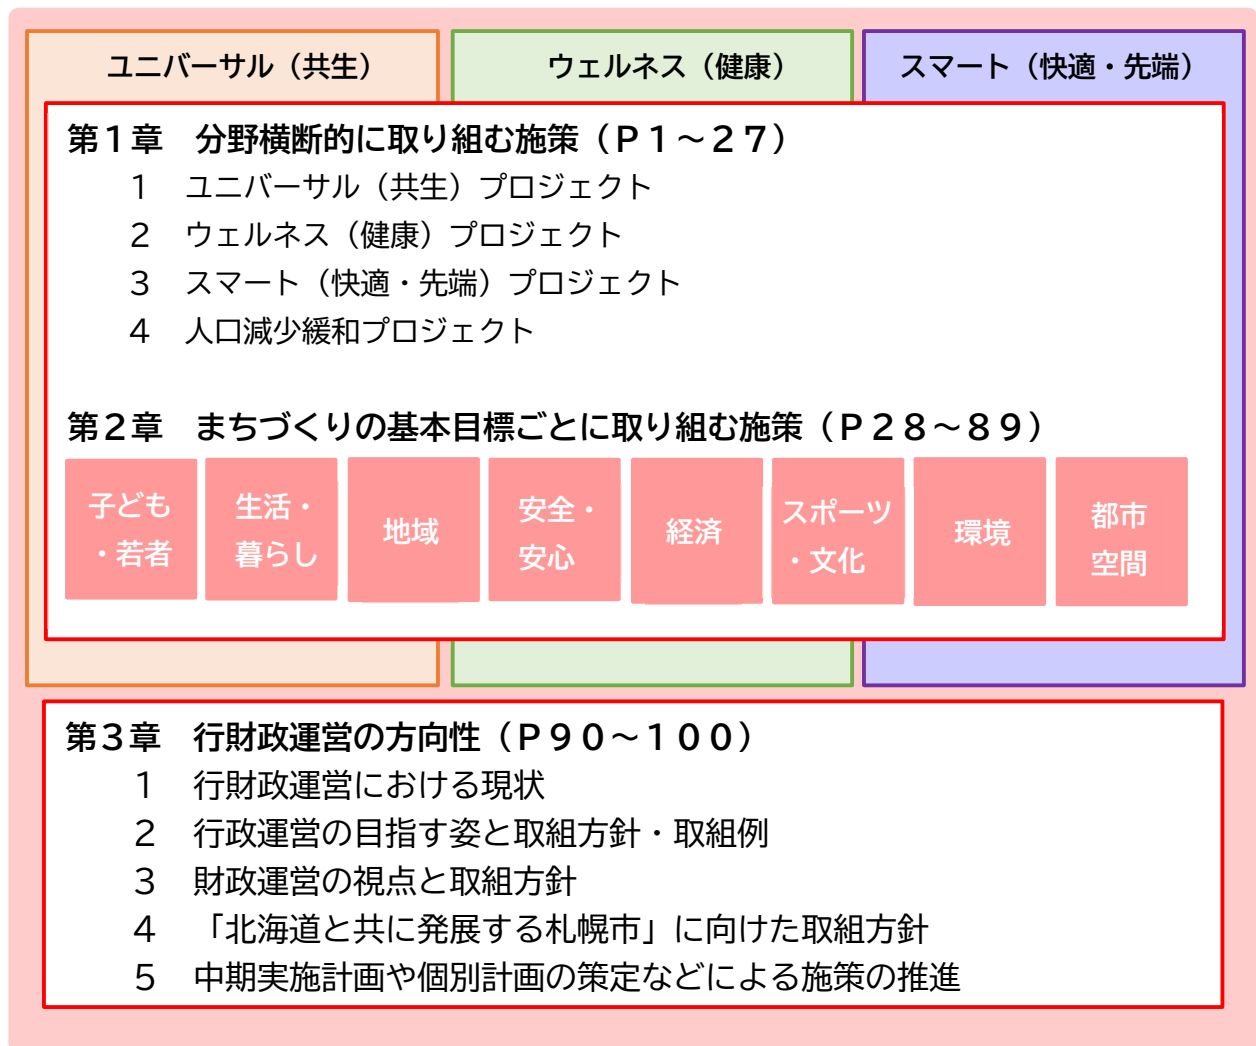 ユニバーサル（共生）
ウェルネス（健康）
スマート（快適・先端）
第１章　分野横断的に取り組む施策（Ｐ１～２７）
１　ユニバーサル（共生）プロジェクト
２　ウェルネス（健康）プロジェクト
３　スマート（快適・先端）プロジェクト
４　人口減少緩和プロジェクト
第２章　まちづくりの基本目標ごとに取り組む施策（Ｐ２８～８９）
子ども
・若者
生活・
暮らし
地域
安全・
安心
経済
スポーツ
・文化
環境
都市
空間
第３章　行財政運営の方向性（Ｐ９０～１００）
１　行財政運営における現状
２　行政運営の目指す姿と取組方針・取組例
３　財政運営の視点と取組方針
４　「北海道と共に発展する札幌市」に向けた取組方針
５　中期実施計画や個別計画の策定などによる施策の推進